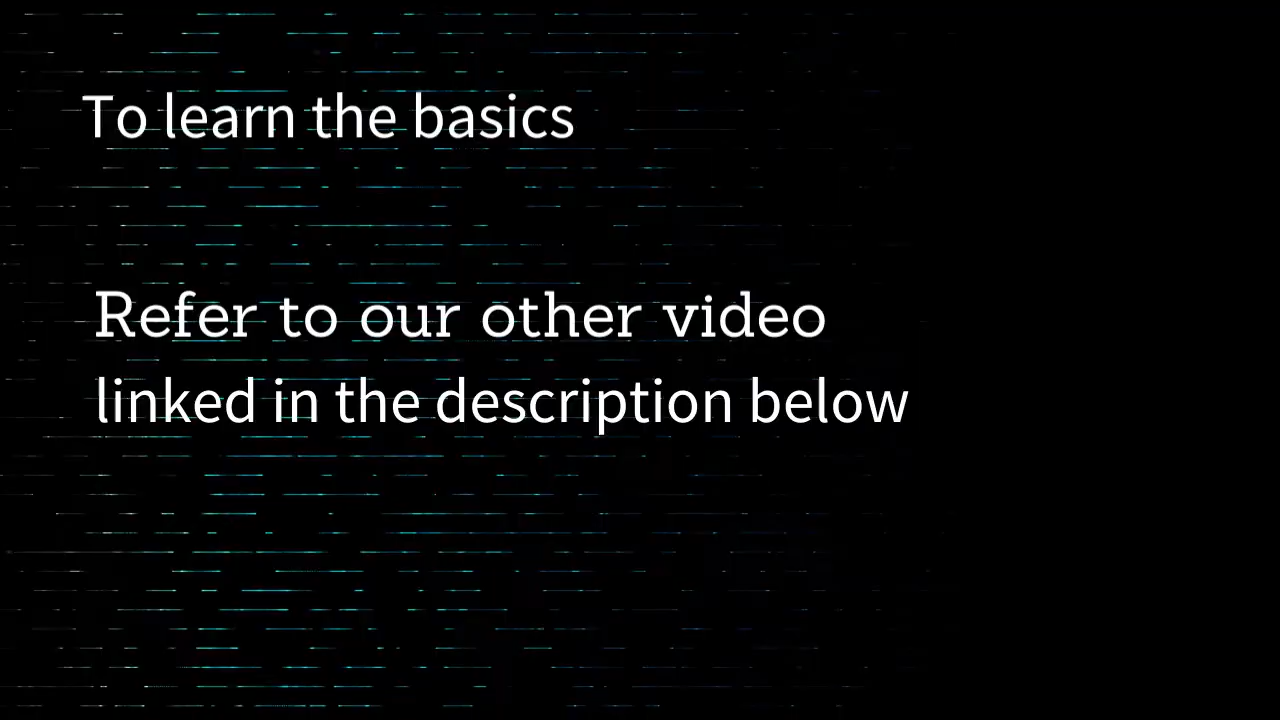 To learn the basics
Refer to our other video
linked in the description below